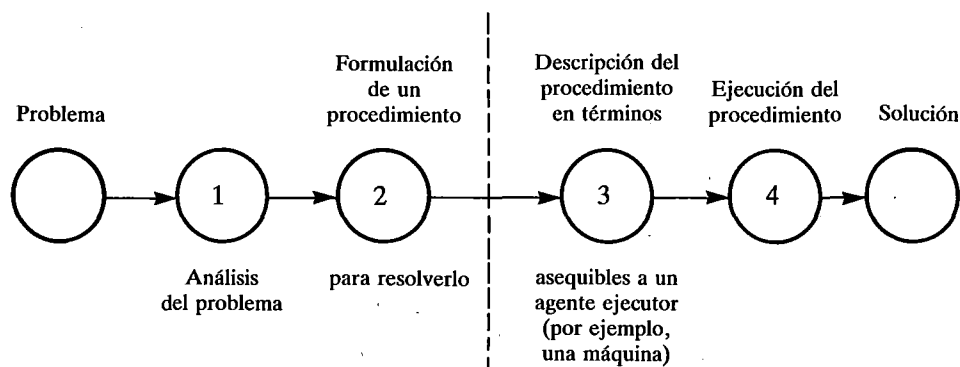 Problema
1
Análisis
del problema
Formulación
de un
procedimiento
2
para resolverlo
Descripción del
procedimiento
en términos
3
asequibles a un
agente ejecutor
(por ejemplo,
una máquina)
Ejecución del
procedimiento
4
Solución